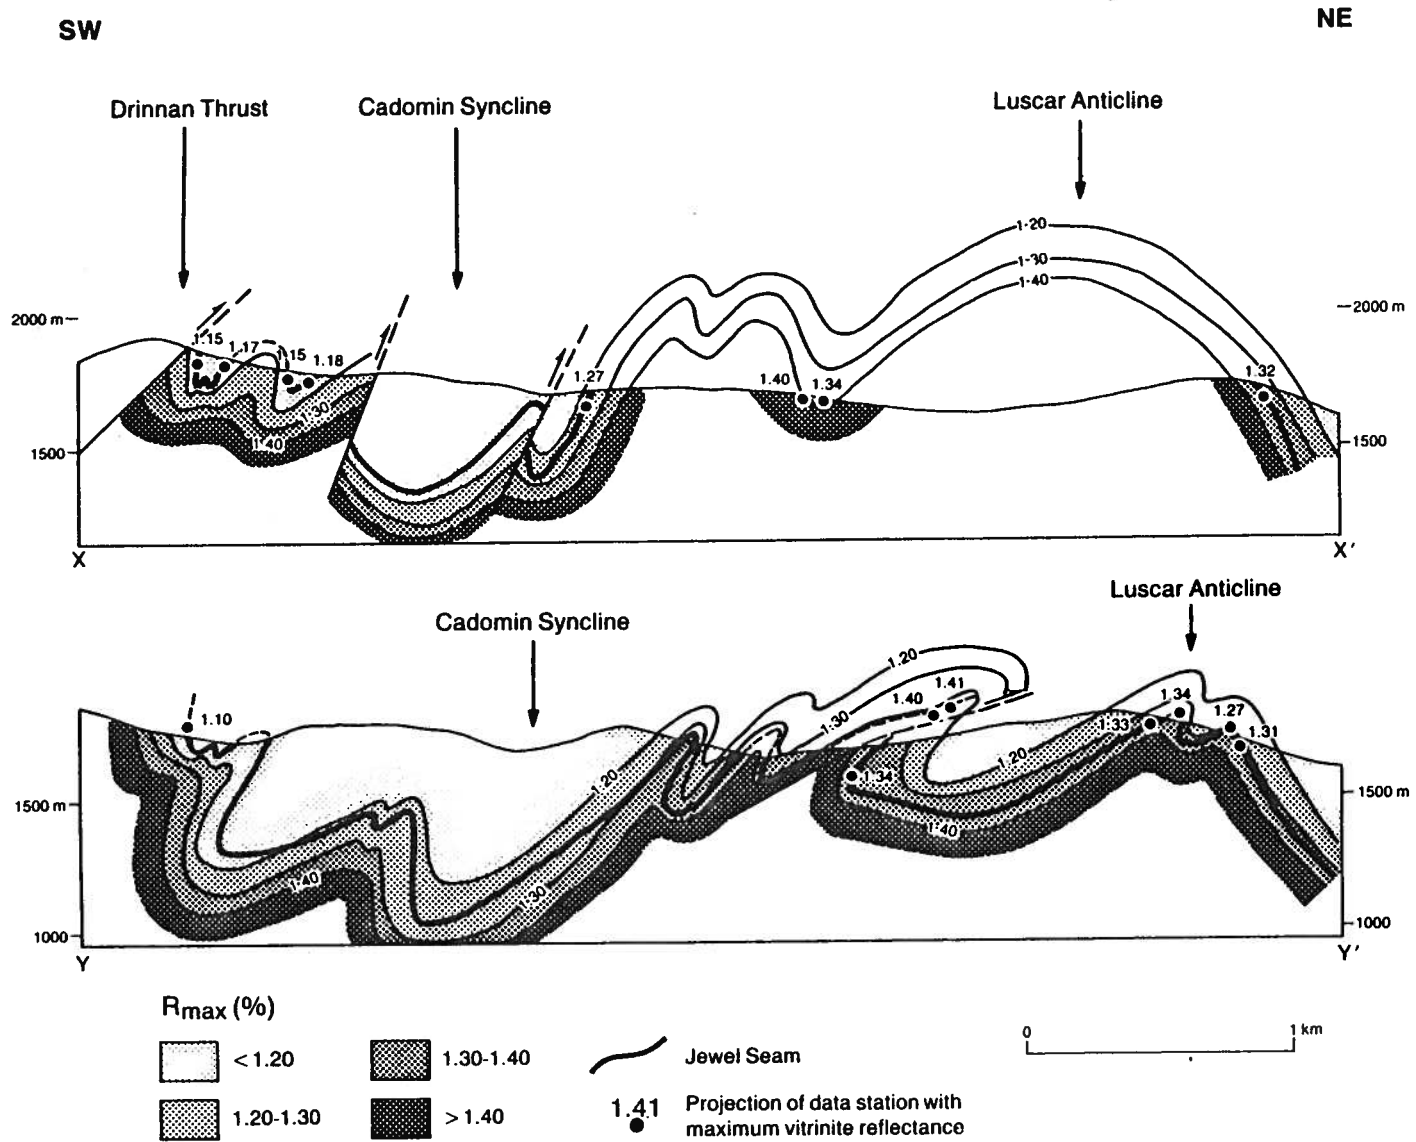 SW
NE
Drinnan Thrust
Cadomin Syncline
Luscar Anticline
1·20
1·30
1·40
2000 m
2000 m
1.15
1.17
1.15
1.18
1.27
1.40
1.34
1.32
1·30
1·40
1500
1500
X
X'
Luscar Anticline
Cadomin Syncline
1.20
1.41
1.40
1.34
1.10
1·30
1·33
1.27
1.31
1.20
1.20
1·34
1500 m
1500 m
1·40
1·40
1·30
1000
1000
Y
Y'
Rmax (%)
< 1.20
1.30-1.40
Jewel Seam
0
1 km
1.20-1.30
> 1.40
1.41
Projection of data station with
maximum vitrinite reflectance